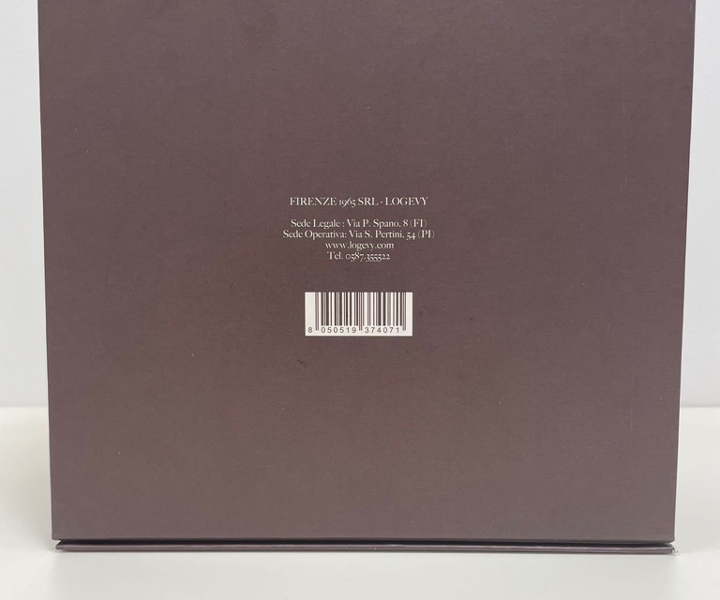 FIRENZE 1965 SRL - LOGEVY
Sede Legale : Via P. Spano, 8 (FI)
Sede Operativa: Via S. Pertini, 54 (PI)
www.logevy.com
Tel. 0587.355522
8 050519 374071